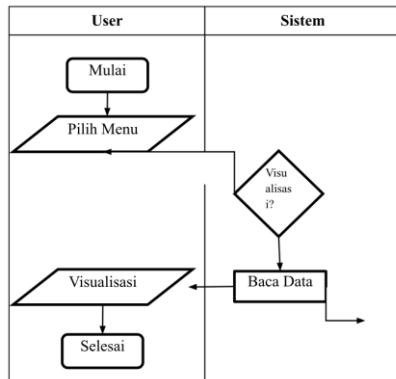 User
Sistem
Mulai
Pilih Menu
Visu
alisas
i?
Visualisasi
Baca Data
Selesai